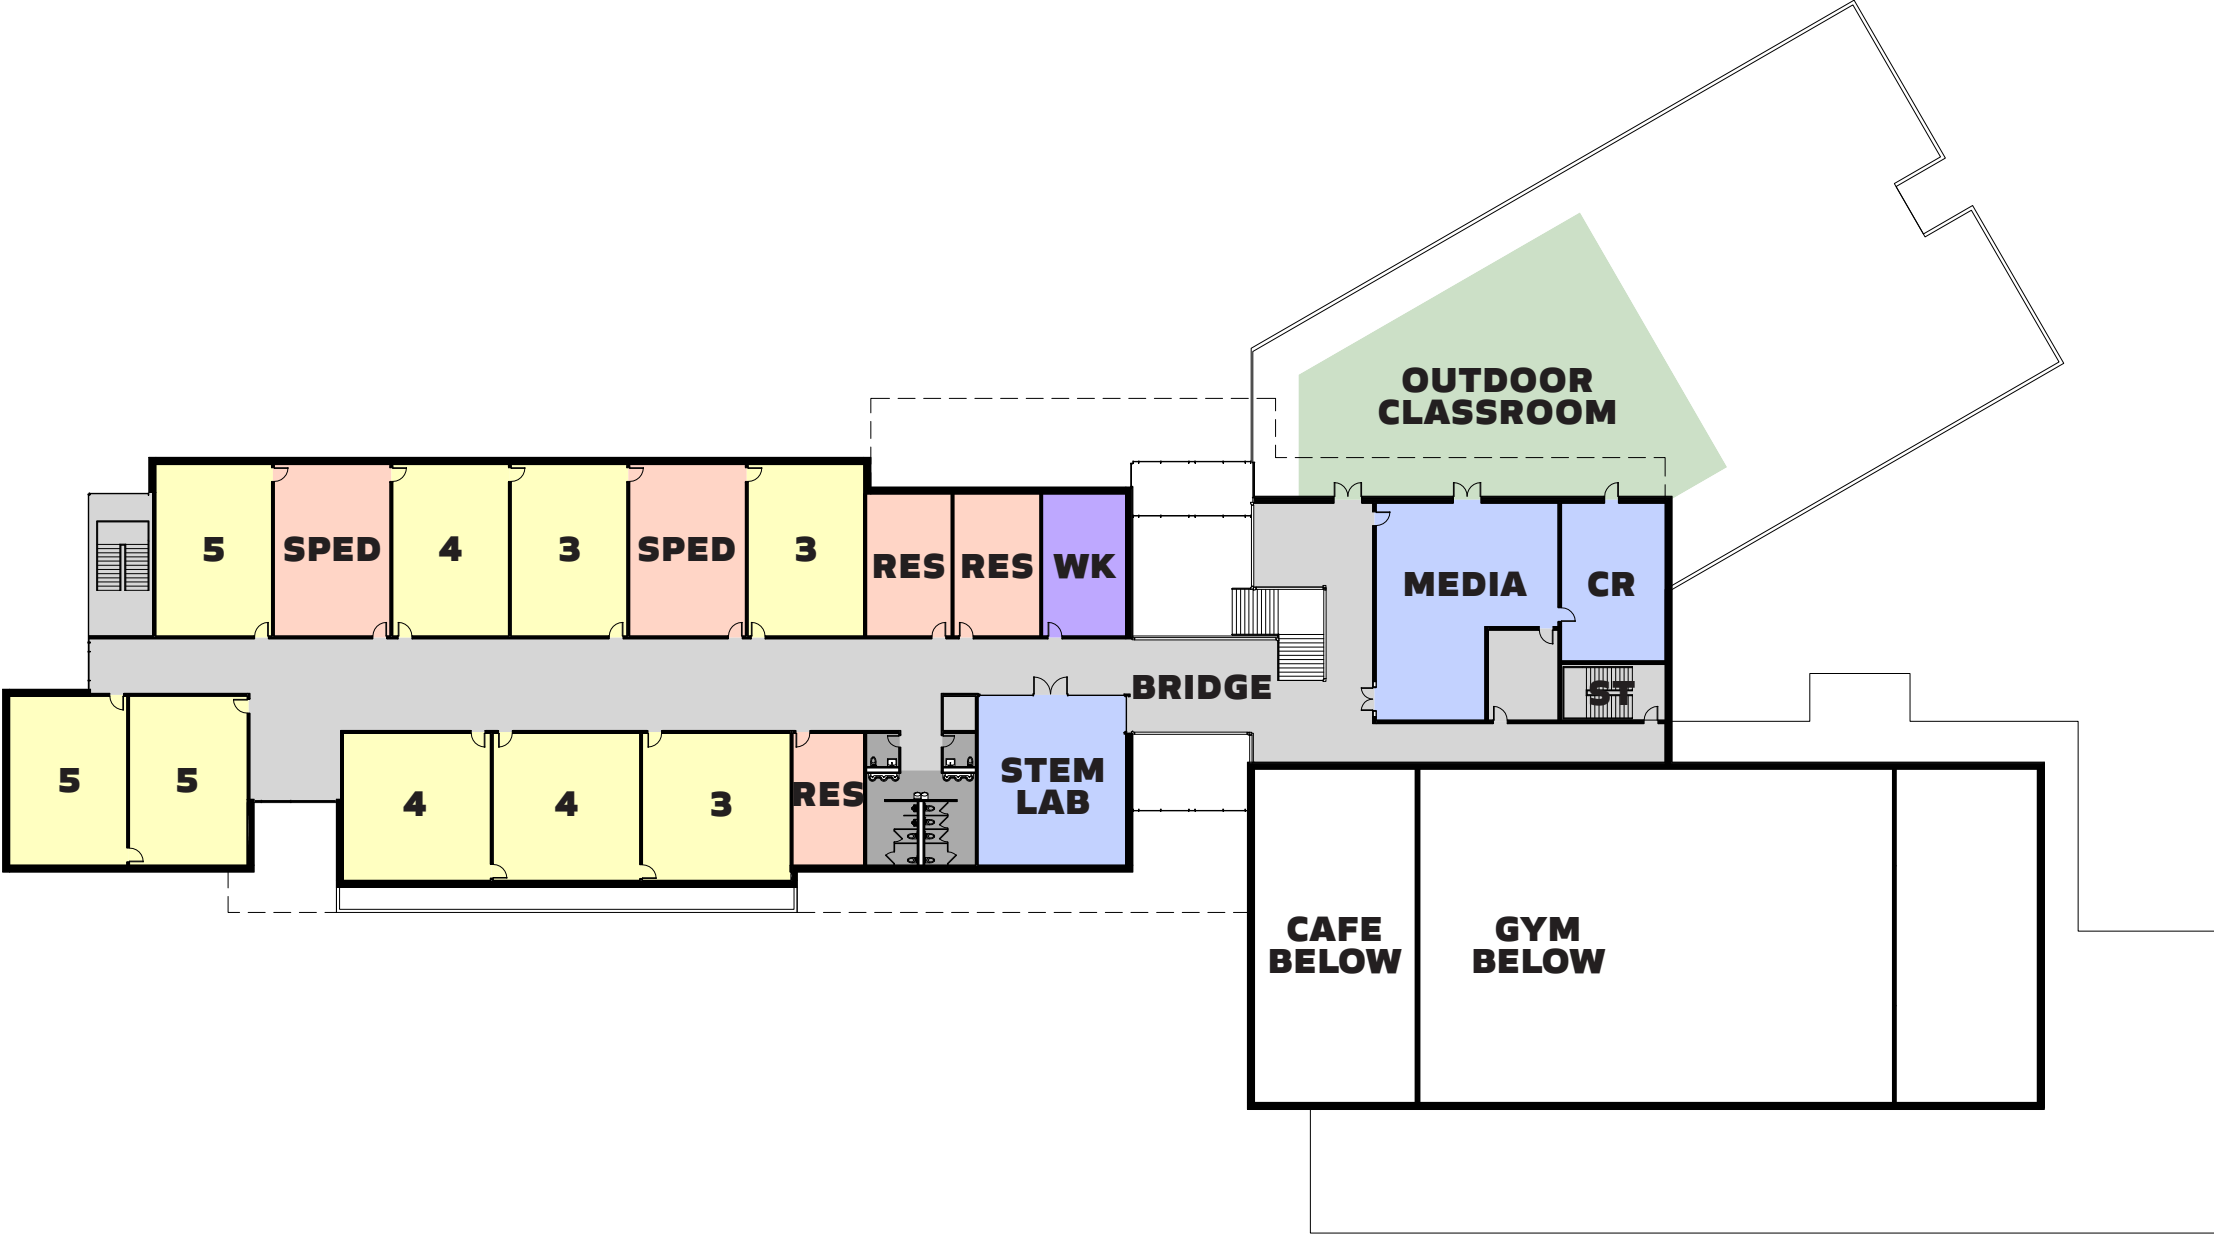 OUTDOOR
CLASSROOM
5
SPED
4
3
SPED
3
RES
RES
WK
MEDIA
CR
BRIDGE
ST
5
5
4
4
3
RES
STEM
LAB
CAFE
BELOW
GYM
BELOW